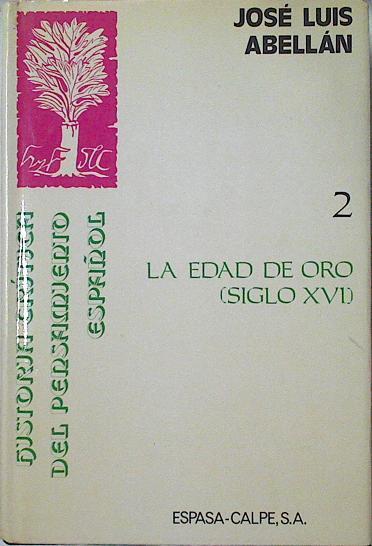 JOSÉ LUIS
ABELLÁN
2
LA EDAD DE ORO
(SIGLO XVI)
HISTORIA CRÍTICA
DEL PENSAMIENTO
ESPAÑOL
ESPASA-CALPE, S.A.